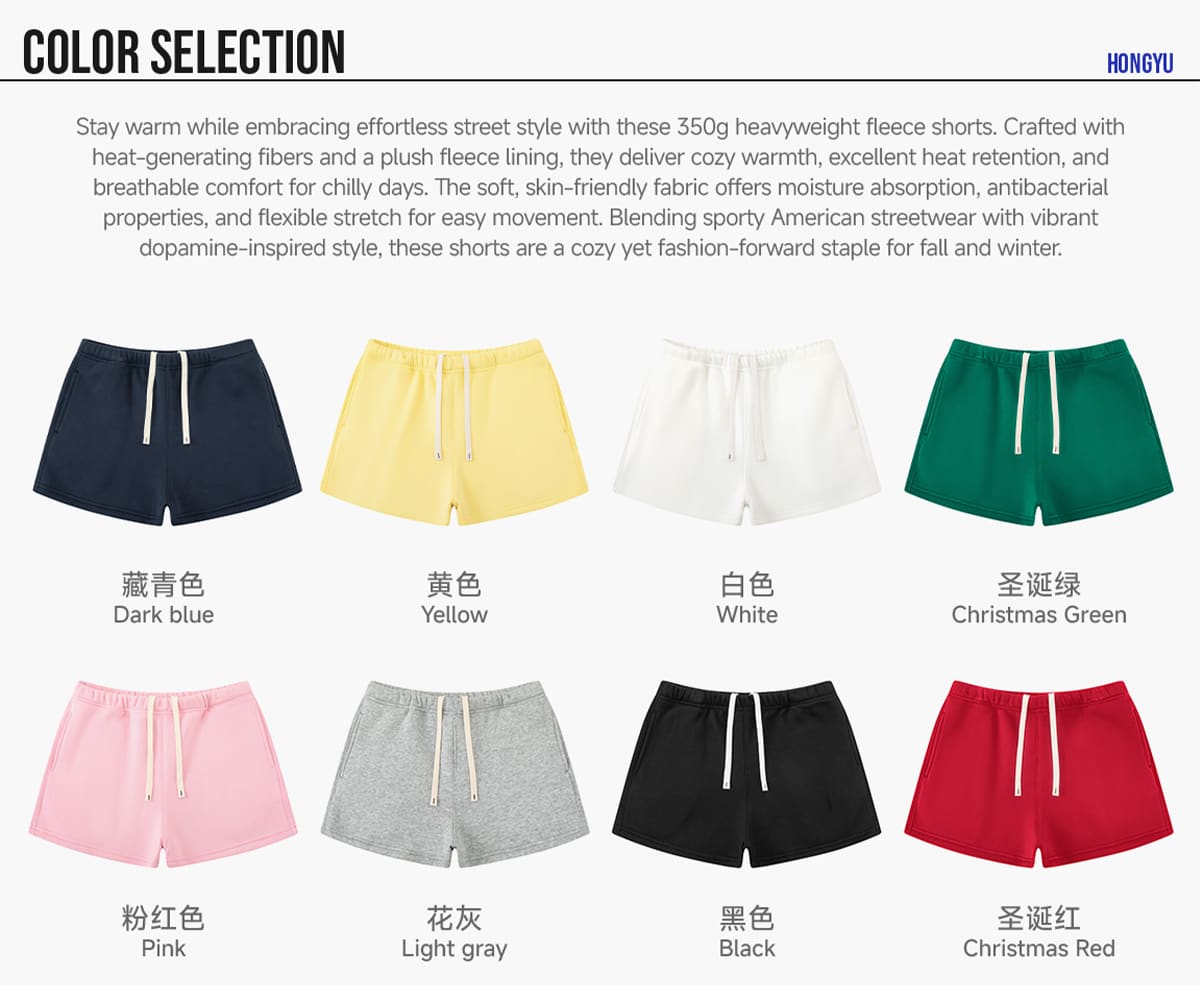 COLOR SELECTION
HONGYU
Stay warm while embracing effortless street style with these 350g heavyweight fleece shorts. Crafted with
heat-generating fibers and a plush fleece lining, they deliver cozy warmth, excellent heat retention, and
breathable comfort for chilly days. The soft, skin-friendly fabric offers moisture absorption, antibacterial
properties, and flexible stretch for easy movement. Blending sporty American streetwear with vibrant
dopamine-inspired style, these shorts are a cozy yet fashion-forward staple for fall and winter.
藏青色
Dark blue
黄色
Yellow
白色
White
圣诞绿
Christmas Green
粉红色
Pink
花灰
Light gray
黑色
Black
圣诞红
Christmas Red